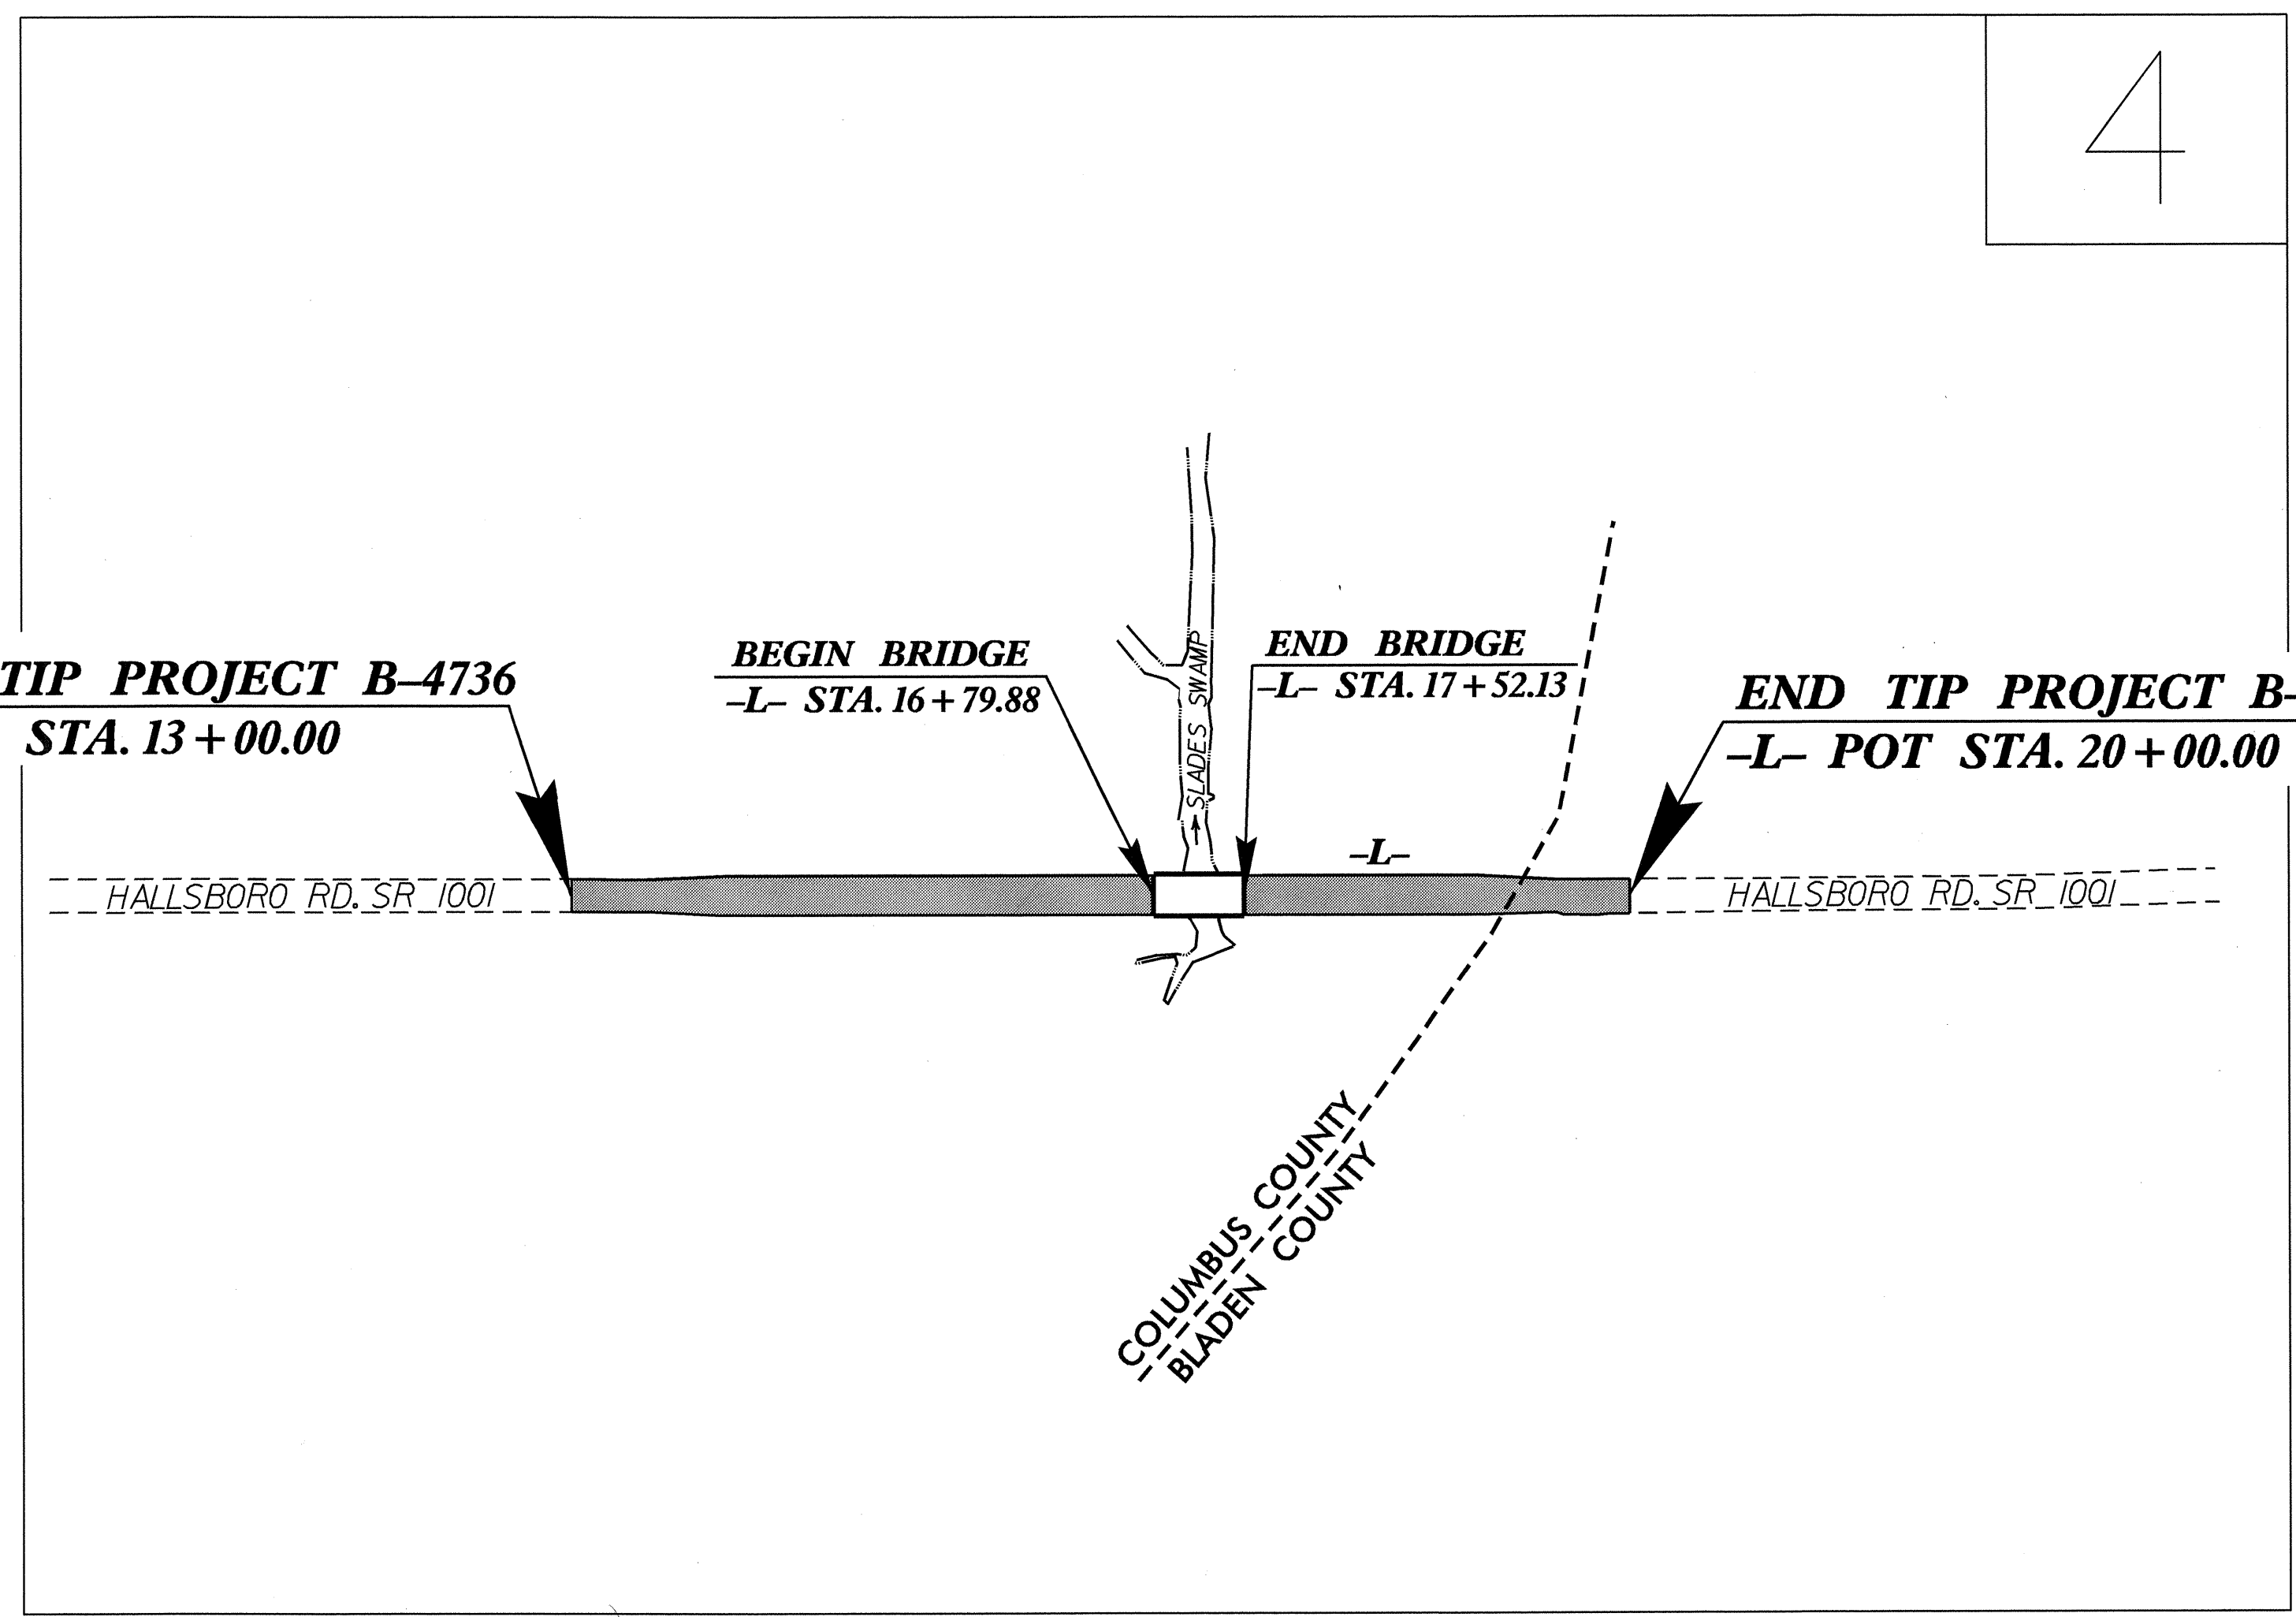 4
TIP PROJECT B-4736
STA. 13+00.00
BEGIN BRIDGE
-L- STA. 16+79.88
SLADES SWAMP
END BRIDGE
-L- STA. 17+52.13
END TIP PROJECT B-
-L- POT STA. 20+00.00
-L-
HALLSBORO RD. SR 1001
HALLSBORO RD. SR 1001
COLUMBUS COUNTY
BLADEN COUNTY